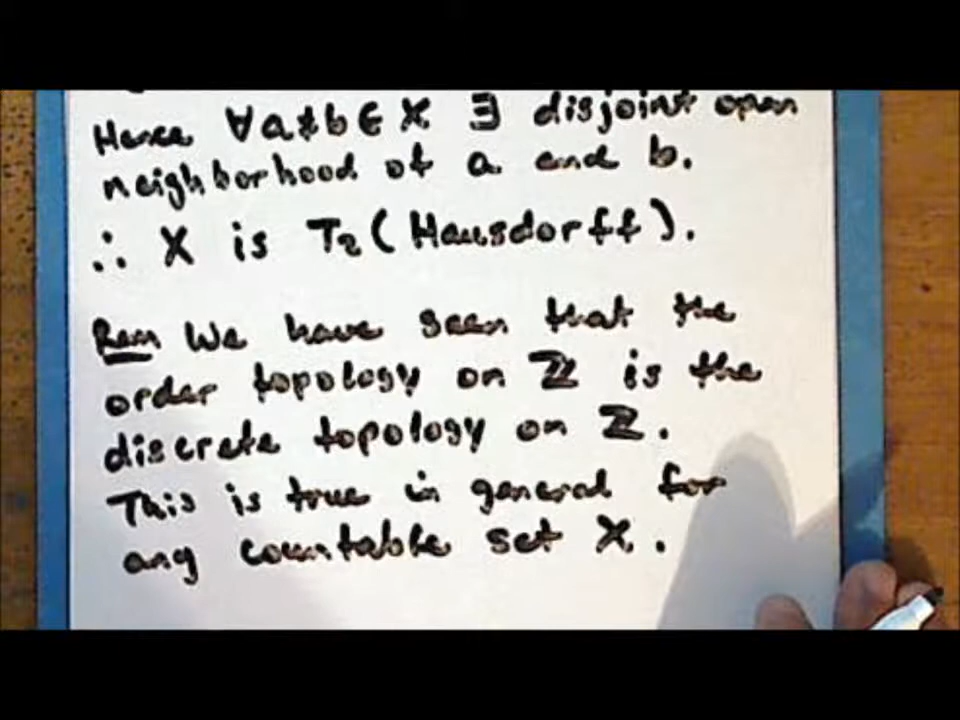 Hence ∀a≠b∈X ∃ disjoint open
neighborhood of a and b.
∴ X is T₂(Hausdorff).
Rem We have seen that the
order topology on ℤ is the
discrete topology on ℤ.
This is true in general for
any countable set X.